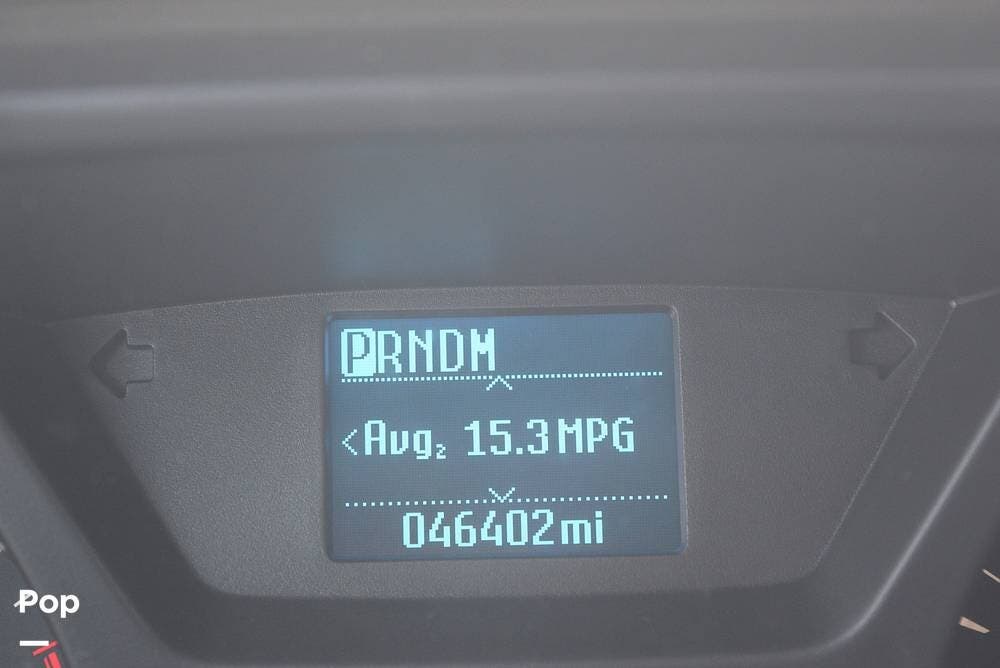 PRNDM
<Avg₂ 15.3 MPG
046402mi
Pop